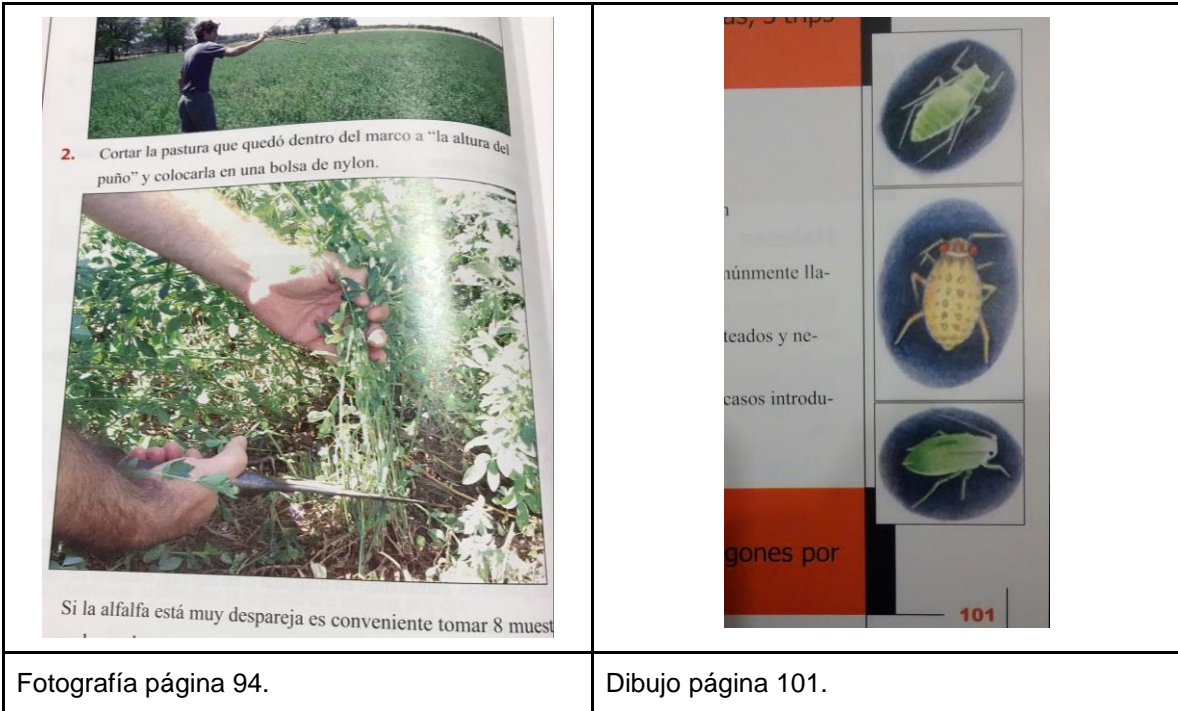 2. Cortar la pastura que quedó dentro del marco a “la altura del
puño” y colocarla en una bolsa de nylon.
Si la alfalfa está muy despareja es conveniente tomar 8 muest
trips
múnmente lla-
teados y ne-
casos introdu-
gones por
101
Fotografía página 94.
Dibujo página 101.